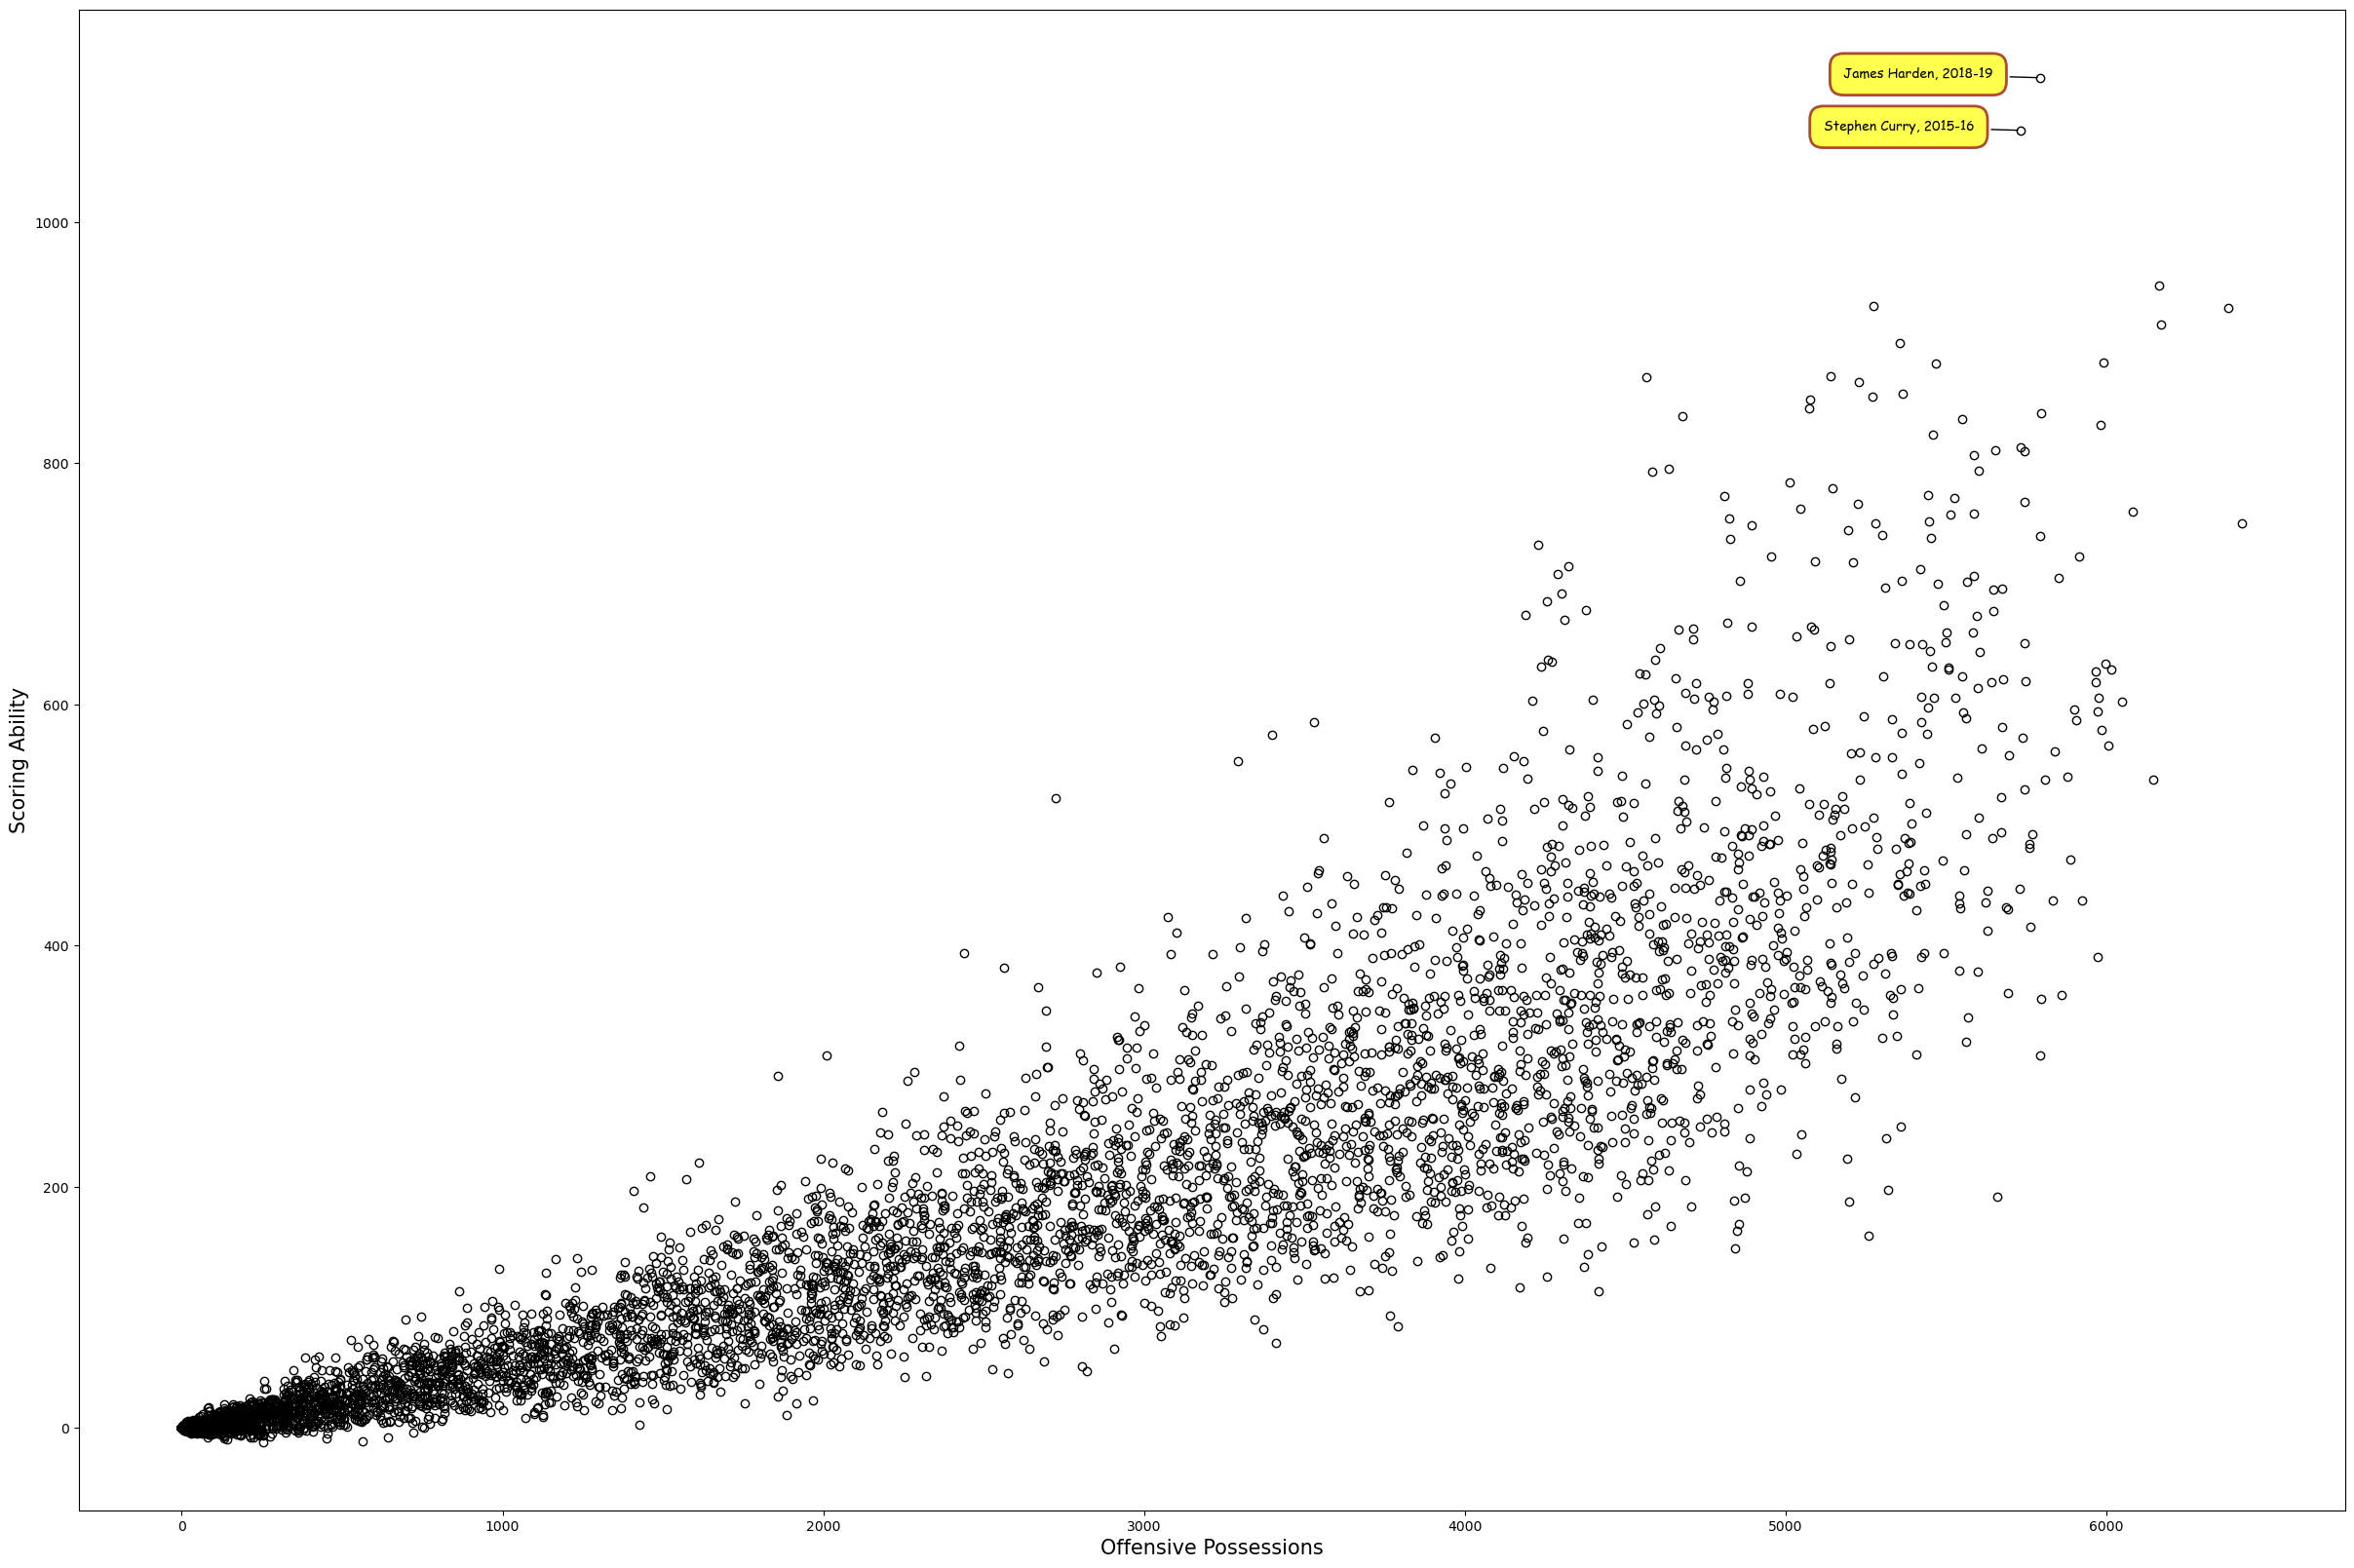 James Harden, 2018-19
Stephen Curry, 2015-16
1000
800
600
400
200
0
Scoring Ability
0 1000 2000 3000 4000 5000 6000
Offensive Possessions